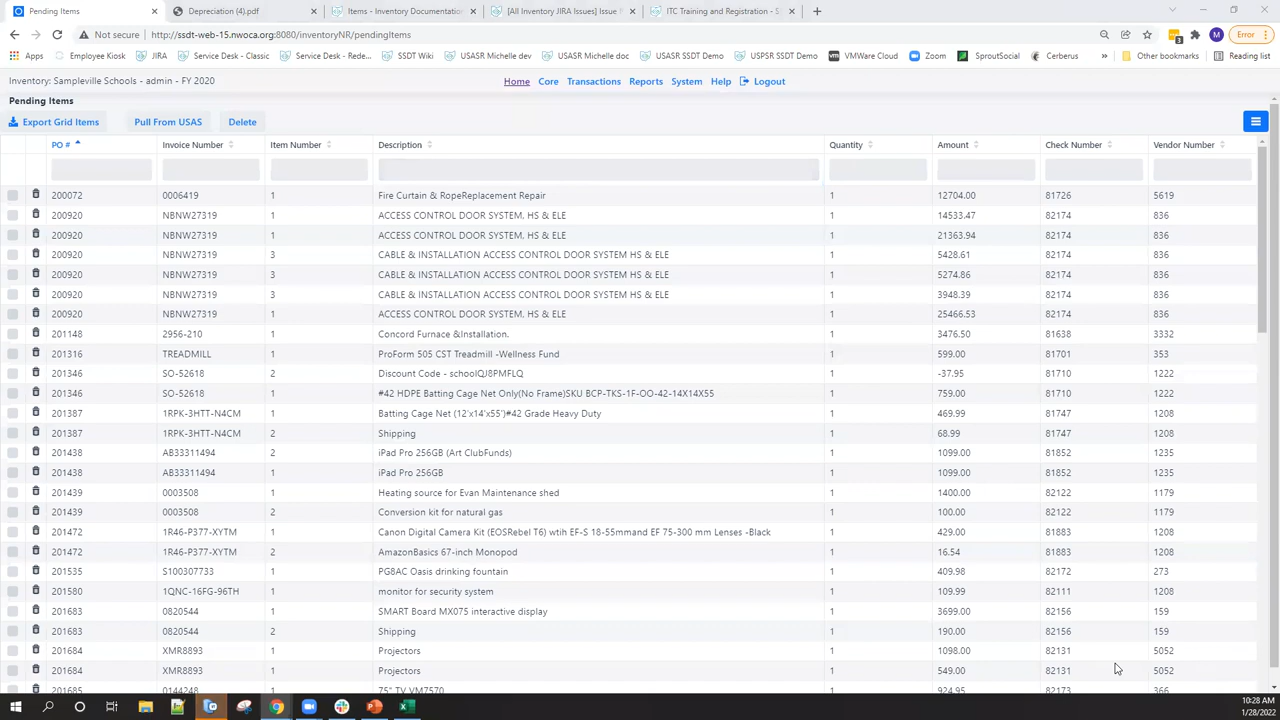 Pending Items
Depreciation (4).pdf
Items - Inventory Documentation
[All Inventory JIRA Issues] Issue
ITC Training and Registration - S
Not secure
http://ssdt-web-15.nwoca.org:8080/inventoryNR/pendingItems
M
Error
Apps
Employee Kiosk
JIRA
Service Desk - Classic
Service Desk - Rede...
SSDT Wiki
USASR Michelle doc
USPSR Michelle dev
USASR SSDT Demo
USPSR SSDT Demo
VMWare Cloud
Zoom
SproutSocial
Cerberus
Other bookmarks
Reading list
Inventory: Sampleville Schools - admin - FY 2020
Home Core Transactions Reports System Help Logout
Pending Items
Export Grid Items Pull From USAS Delete
PO # Invoice Number Item Number Description Quantity Amount Check Number Vendor Number
200072 0006419 1 Fire Curtain & RopeReplacement Repair 1 12704.00 81726 5619
200920 NBNW27319 1 ACCESS CONTROL DOOR SYSTEM, HS & ELE 1 14533.47 82174 836
200920 NBNW27319 1 ACCESS CONTROL DOOR SYSTEM, HS & ELE 1 21363.94 82174 836
200920 NBNW27319 3 CABLE & INSTALLATION ACCESS CONTROL DOOR SYSTEM HS & ELE 1 5428.61 82174 836
200920 NBNW27319 3 CABLE & INSTALLATION ACCESS CONTROL DOOR SYSTEM HS & ELE 1 5274.86 82174 836
200920 NBNW27319 3 CABLE & INSTALLATION ACCESS CONTROL DOOR SYSTEM HS & ELE 1 3948.39 82174 836
200920 NBNW27319 1 ACCESS CONTROL DOOR SYSTEM, HS & ELE 1 25466.53 82174 836
201148 2956-210 1 Concord Furnace &Installation. 1 3476.50 81638 3332
201316 TREADMILL 1 ProForm 505 CST Treadmill -Wellness Fund 1 599.00 81701 353
201346 SO-52618 2 Discount Code - schoolQJ8PMFLQ 1 -37.95 81710 1222
201346 SO-52618 1 #42 HDPE Batting Cage Net Only(No Frame)SKU BCP-TKS-1F-OO-42-14X14X55 1 759.00 81710 1222
201387 1RPK-3HTT-N4CM 1 Batting Cage Net (12'x14'x55')#42 Grade Heavy Duty 1 469.99 81747 1208
201387 1RPK-3HTT-N4CM 2 Shipping 1 68.99 81747 1208
201438 AB33311494 2 iPad Pro 256GB (Art ClubFunds) 1 1099.00 81852 1235
201438 AB33311494 1 iPad Pro 256GB 1 1099.00 81852 1235
201439 0003508 1 Heating source for Evan Maintenance shed 1 1400.00 82122 1179
201439 0003508 2 Conversion kit for natural gas 1 100.00 82122 1179
201472 1R46-P377-XYTM 1 Canon Digital Camera Kit (EOSRebel T6) wtih EF-S 18-55mmand EF 75-300 mm Lenses -Black 1 429.00 81883 1208
201472 1R46-P377-XYTM 2 AmazonBasics 67-inch Monopod 1 16.54 81883 1208
201535 S100307733 1 PG8AC Oasis drinking fountain 1 409.98 82172 273
201580 1QNC-16FG-96TH 1 monitor for security system 1 109.99 82111 1208
201683 0820544 1 SMART Board MX075 interactive display 1 3699.00 82156 159
201683 0820544 2 Shipping 1 190.00 82156 159
201684 XMR8893 1 Projectors 1 1098.00 82131 5052
201684 XMR8893 1 Projectors 1 549.00 82131 5052
201685 0144248 1 75" TV VM7570 1 924.95 82173 366
10:28 AM
1/28/2022